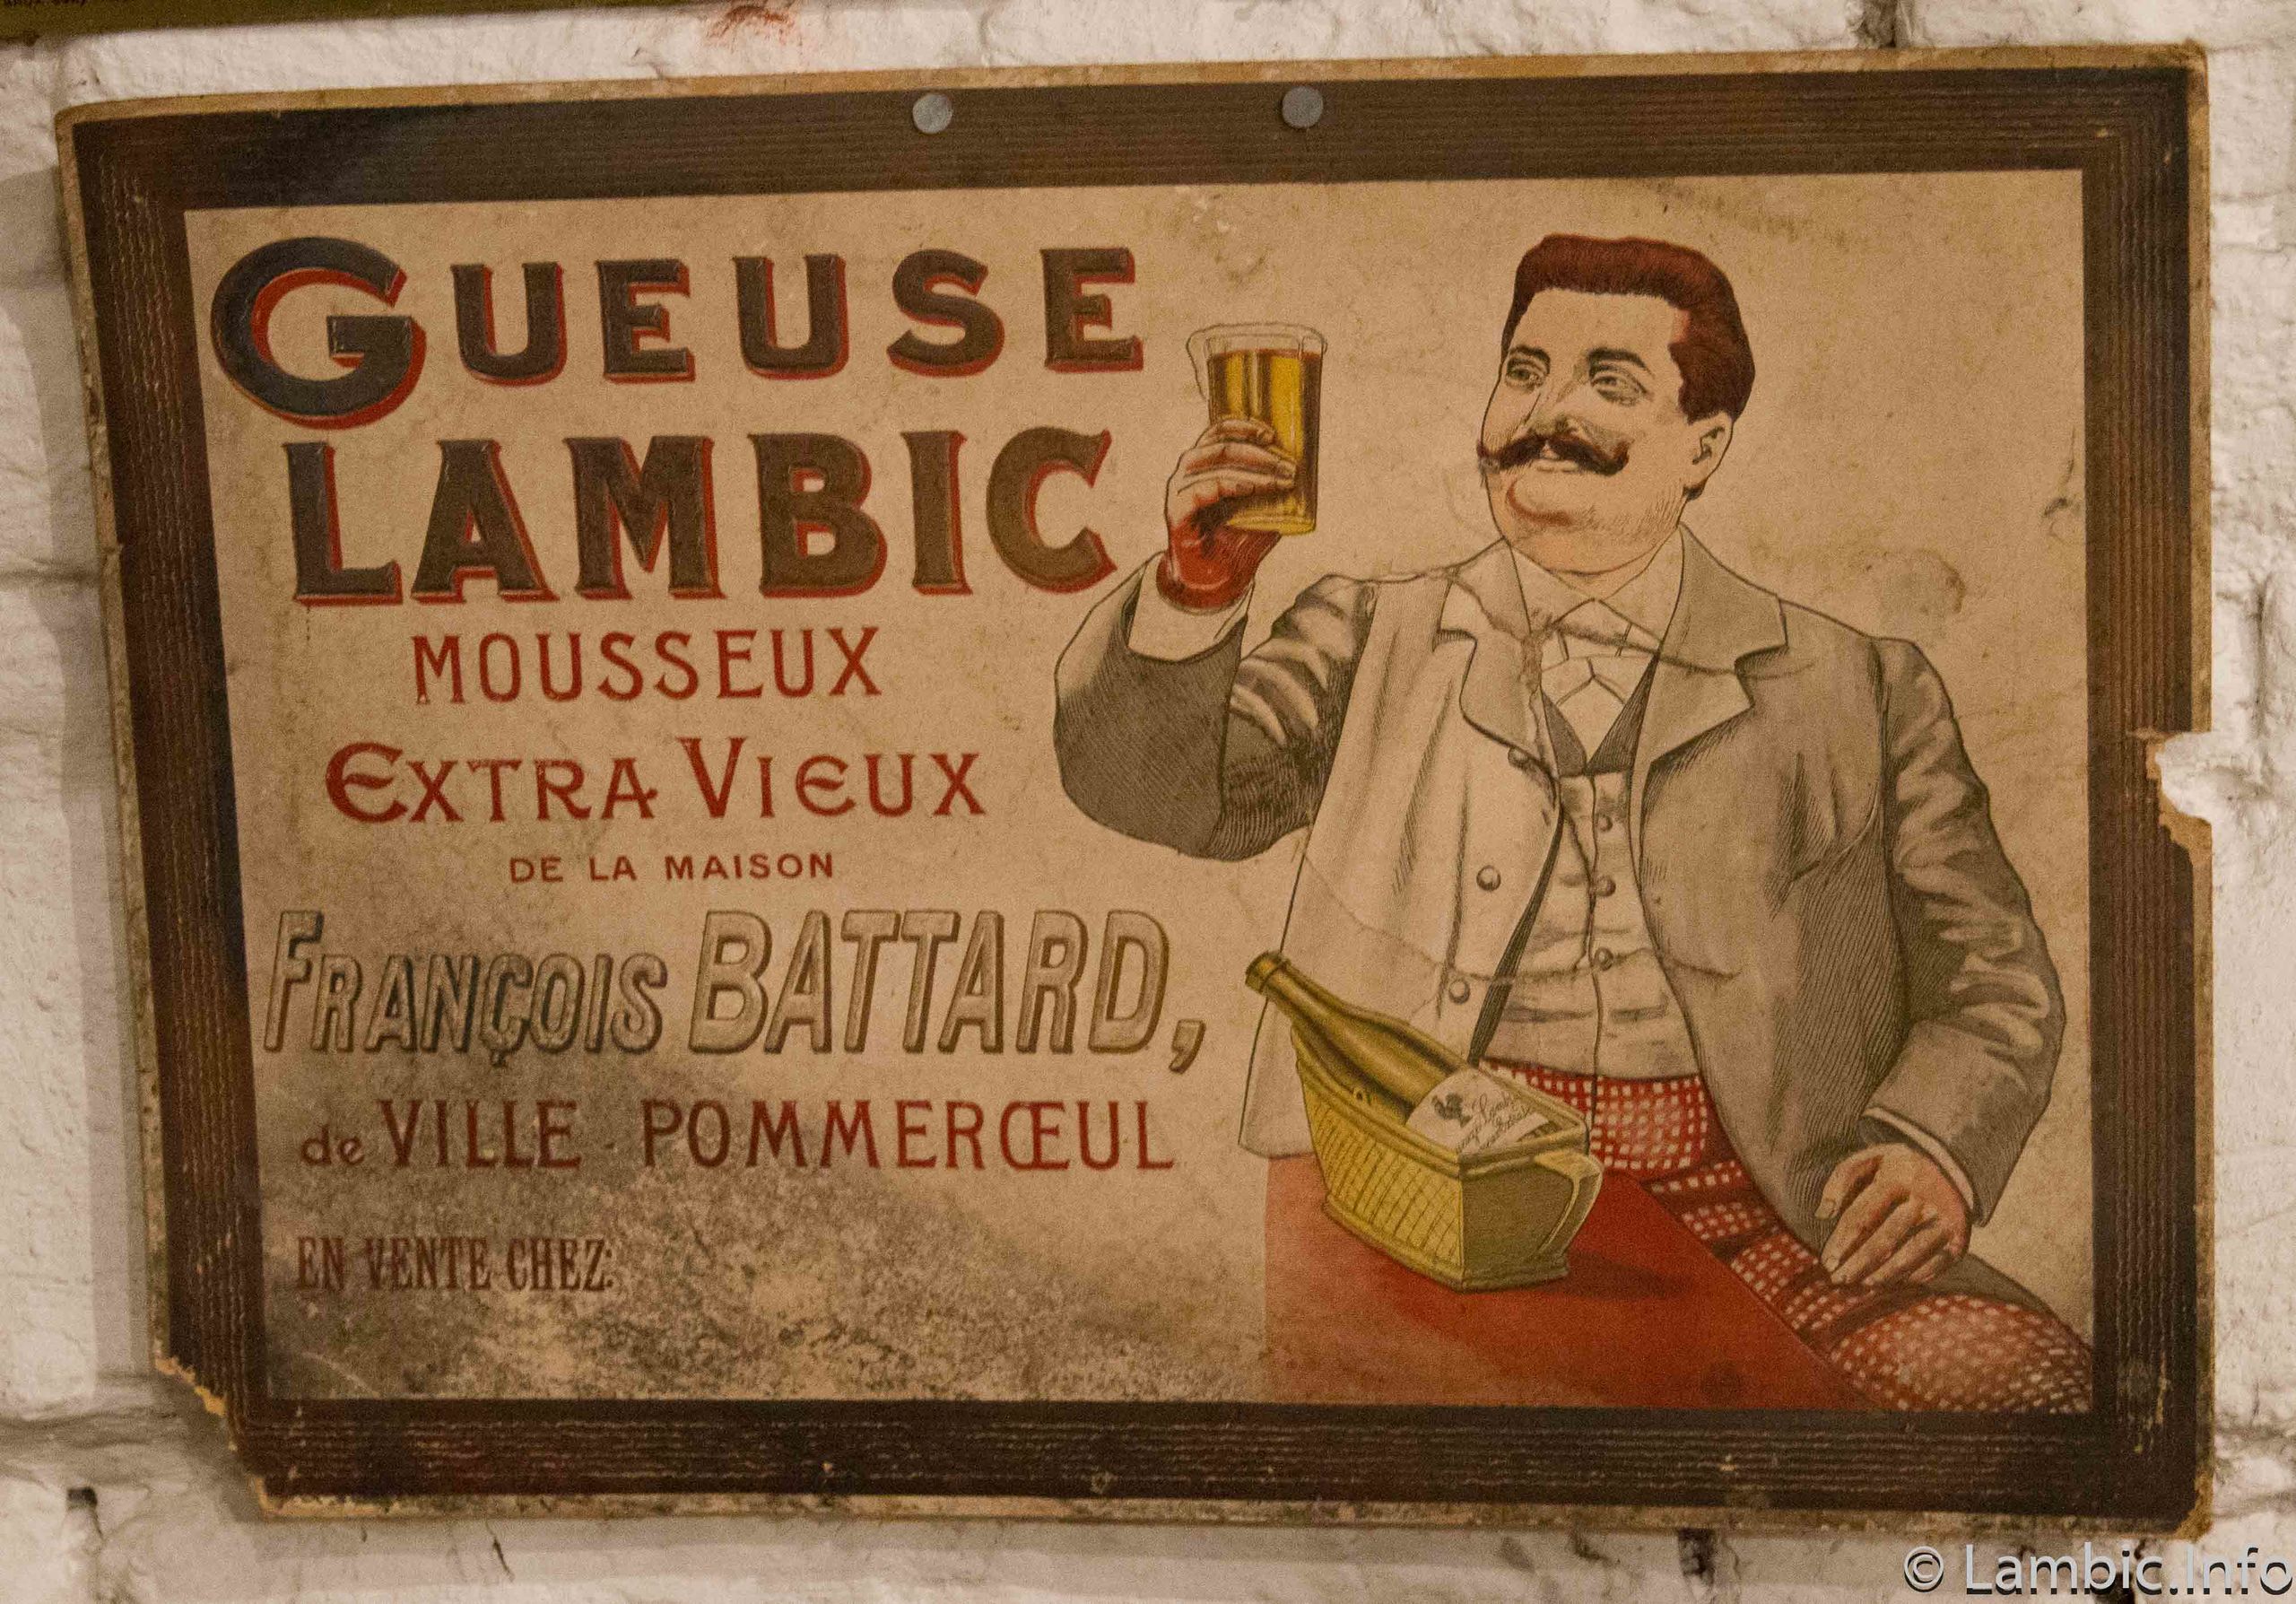 GUEUSE
LAMBIC
MOUSSEUX
EXTRA VIEUX
DE LA MAISON
FRANÇOIS BATTARD,
de VILLE POMMERŒUL
EN VENTE CHEZ:
© Lambic.Info